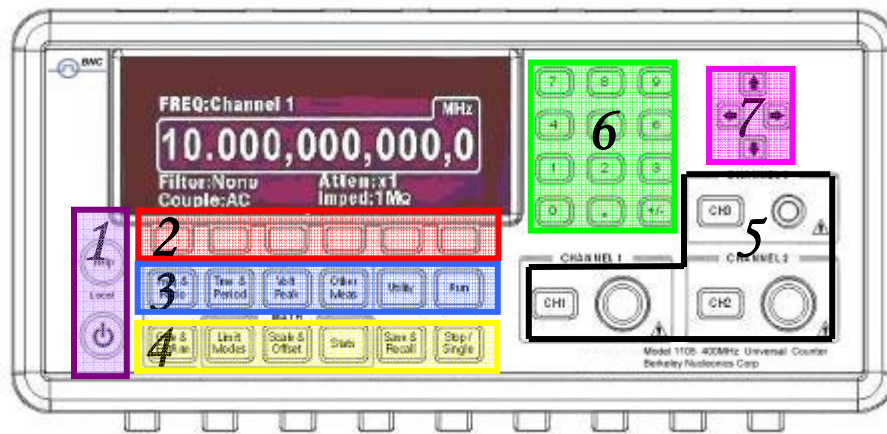 BNC
FREQ:Channel 1
MHz
10.000,000,000,0
Filter:None Atten:x1
Couple:AC Imped:1MΩ
7 8 9
4 6
1 2 3
0 . +/-
6
7
1
2
3
4
5
CH3
CHANNEL 1
CHANNEL 2
CH1
CH2
Local
Time &
Period
Volt
Peak
Other
Meas
Utility
Run
MATH
Limit
Modes
Scale &
Offset
Stats
Save &
Recall
Stop /
Single
Model 1105 400MHz Universal Counter
Berkeley Nucleonics Corp